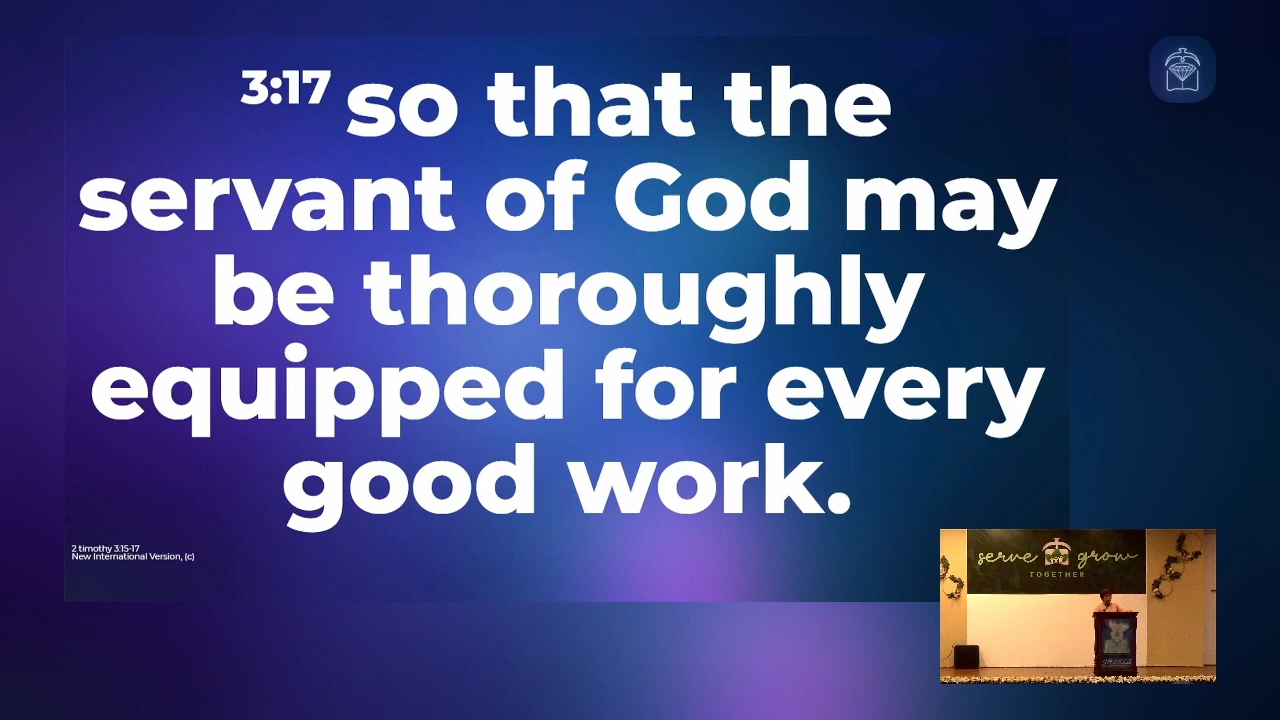 3:17 so that the
servant of God may
be thoroughly
equipped for every
good work.
2 timothy 3:15-17
New International Version, (c)
serve grow
TOGETHER